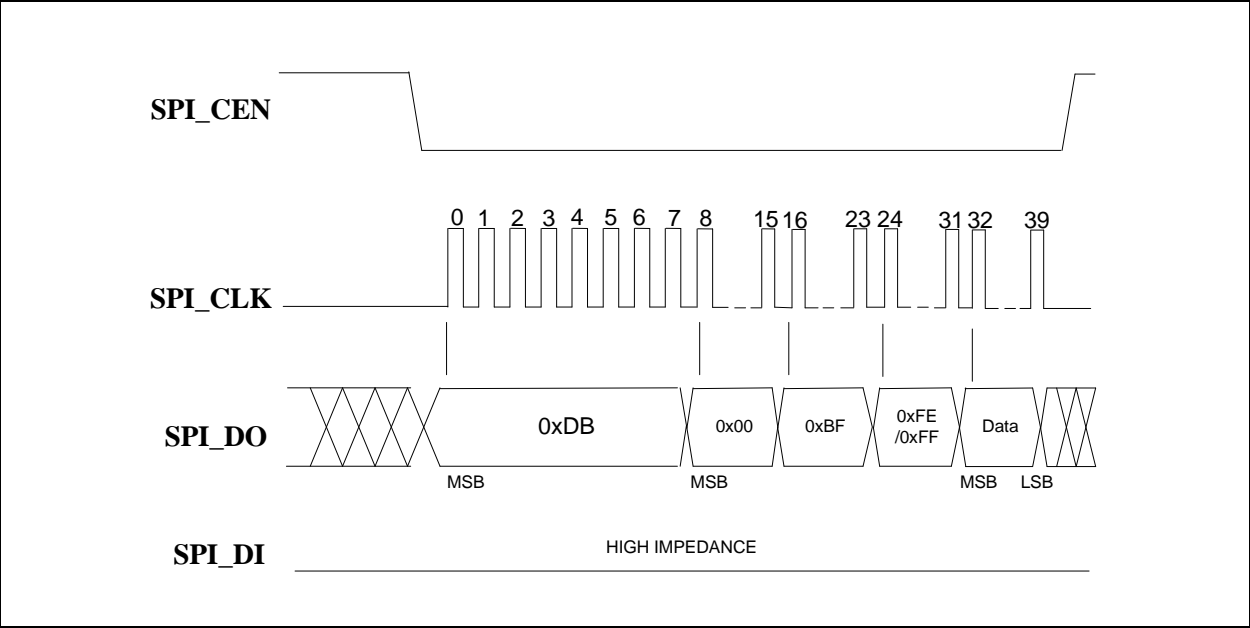 SPI_CEN
0 1 2 3 4 5 6 7 8 15 16 23 24 31 32 39
SPI_CLK
SPI_DO
0xDB
0x00
0xBF
0xFE
/0xFF
Data
MSB MSB MSB LSB
SPI_DI
HIGH IMPEDANCE